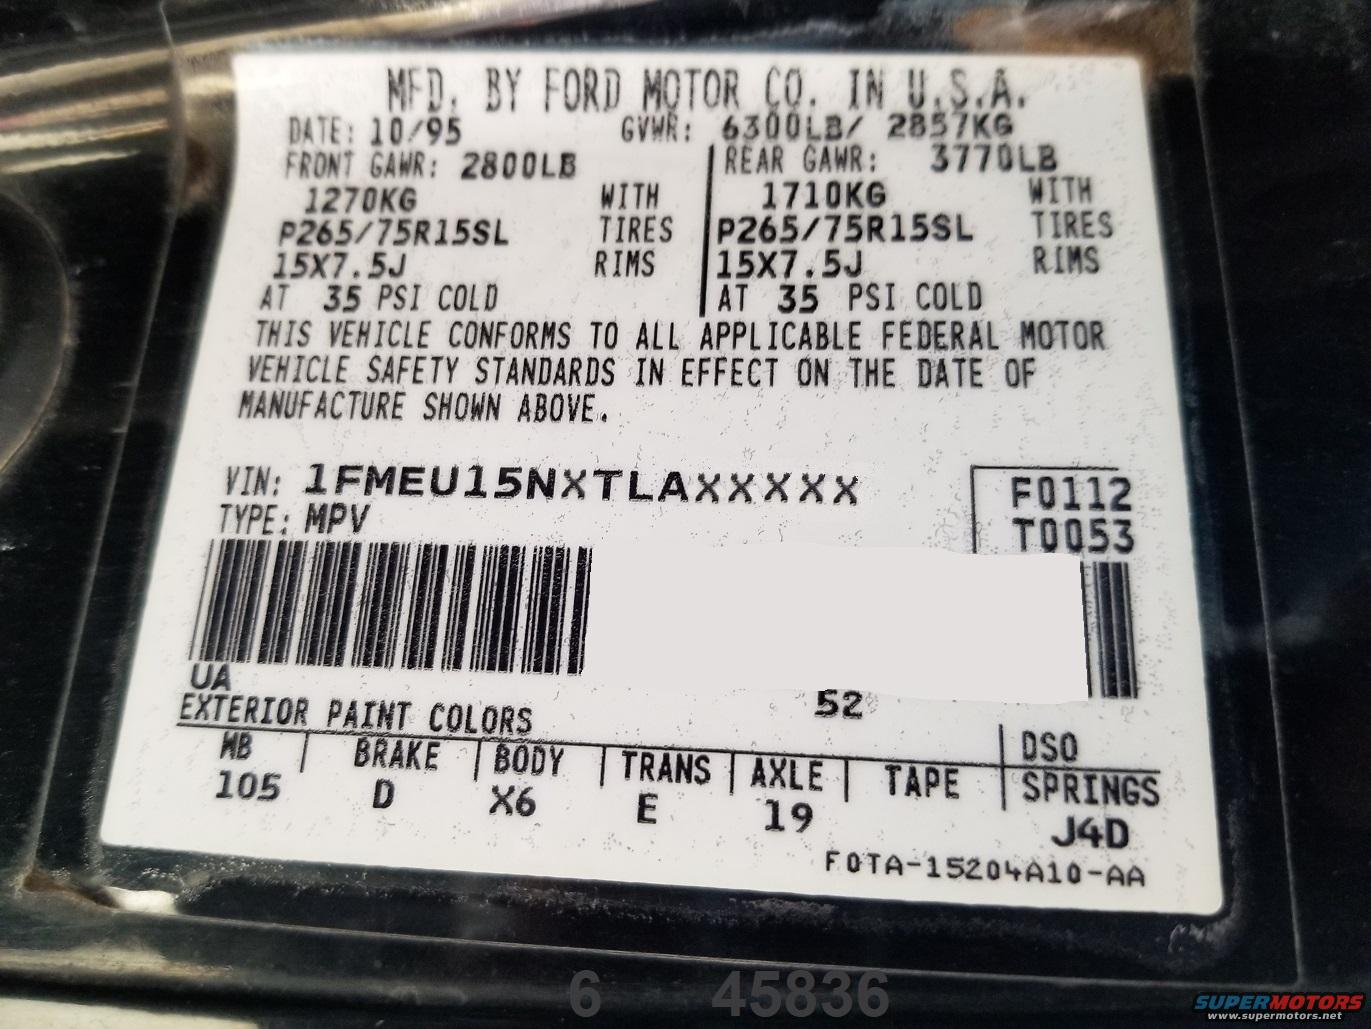 MFD. BY FORD MOTOR CO. IN U.S.A.
DATE: 10/95 GVWR: 6300LB/ 2857KG
FRONT GAWR: 2800LB REAR GAWR: 3770LB
1270KG WITH 1710KG WITH
P265/75R15SL TIRES P265/75R15SL TIRES
15X7.5J RIMS 15X7.5J RIMS
AT 35 PSI COLD AT 35 PSI COLD
THIS VEHICLE CONFORMS TO ALL APPLICABLE FEDERAL MOTOR
VEHICLE SAFETY STANDARDS IN EFFECT ON THE DATE OF
MANUFACTURE SHOWN ABOVE.
VIN: 1FMEU15NXTLAXXXXX F0112
TYPE: MPV T0053
UA 52
EXTERIOR PAINT COLORS DSO
WB BRAKE BODY TRANS AXLE TAPE SPRINGS
105 D X6 E 19 J4D
F0TA-15204A10-AA
6 45836
SUPERMOTORS
www.supermotors.net